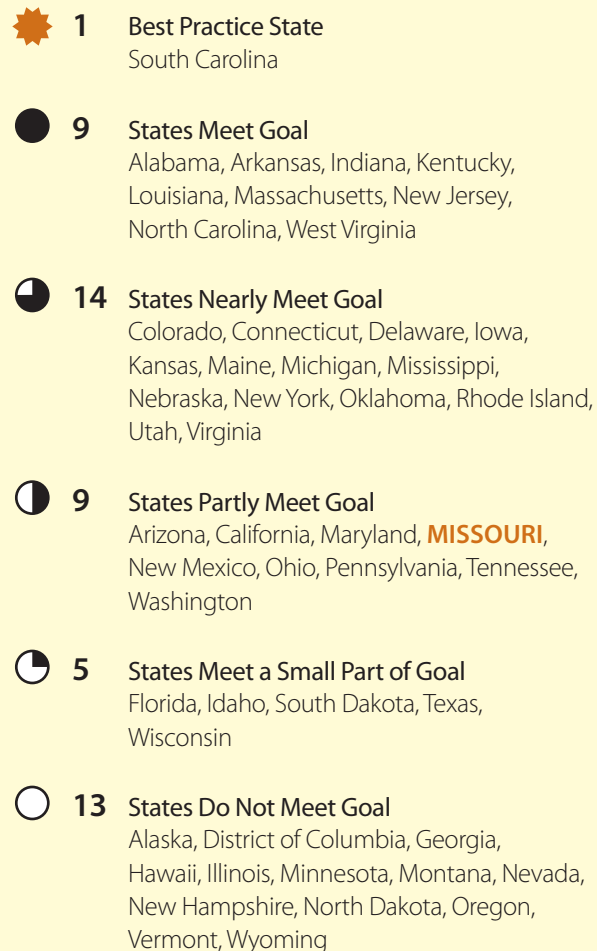 1 Best Practice State
South Carolina
9 States Meet Goal
Alabama, Arkansas, Indiana, Kentucky,
Louisiana, Massachusetts, New Jersey,
North Carolina, West Virginia
14 States Nearly Meet Goal
Colorado, Connecticut, Delaware, Iowa,
Kansas, Maine, Michigan, Mississippi,
Nebraska, New York, Oklahoma, Rhode Island,
Utah, Virginia
9 States Partly Meet Goal
Arizona, California, Maryland, MISSOURI,
New Mexico, Ohio, Pennsylvania, Tennessee,
Washington
5 States Meet a Small Part of Goal
Florida, Idaho, South Dakota, Texas,
Wisconsin
13 States Do Not Meet Goal
Alaska, District of Columbia, Georgia,
Hawaii, Illinois, Minnesota, Montana, Nevada,
New Hampshire, North Dakota, Oregon,
Vermont, Wyoming